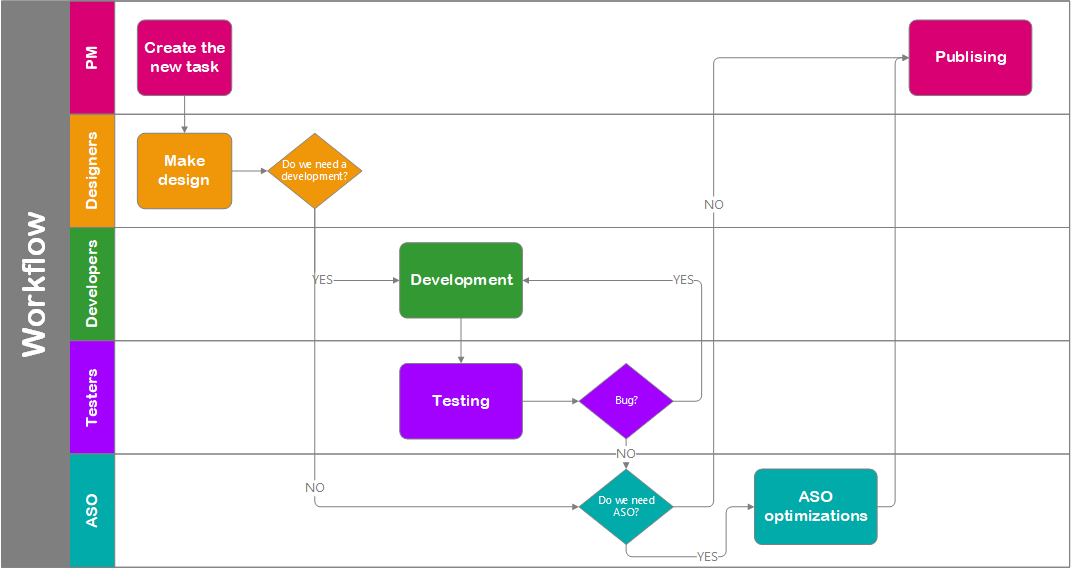 Workflow
PM
Create the
new task
Publising
Designers
Make
design
Do we need a
development?
NO
Developers
YES
Development
YES
Testers
Testing
Bug?
NO
ASO
NO
Do we need
ASO?
ASO
optimizations
YES